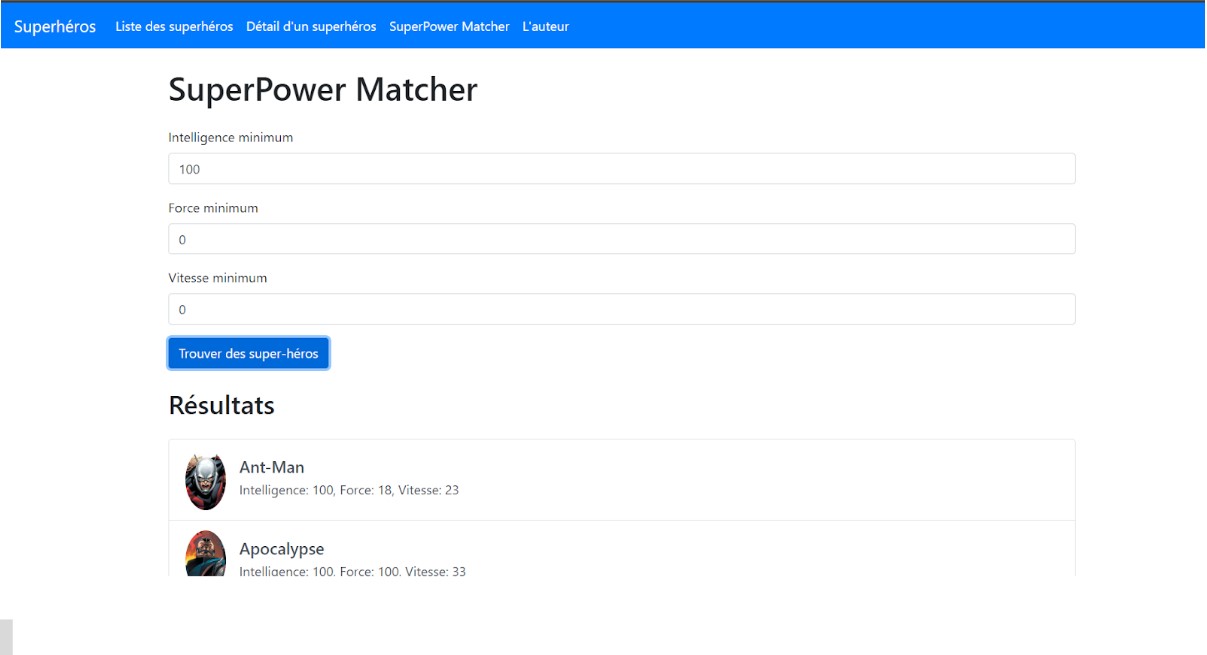 Superhéros Liste des superhéros Détail d'un superhéros SuperPower Matcher L'auteur
SuperPower Matcher
Intelligence minimum
100
Force minimum
0
Vitesse minimum
0
Trouver des super-héros
Résultats
Ant-Man
Intelligence: 100, Force: 18, Vitesse: 23
Apocalypse
Intelligence: 100, Force: 100, Vitesse: 33